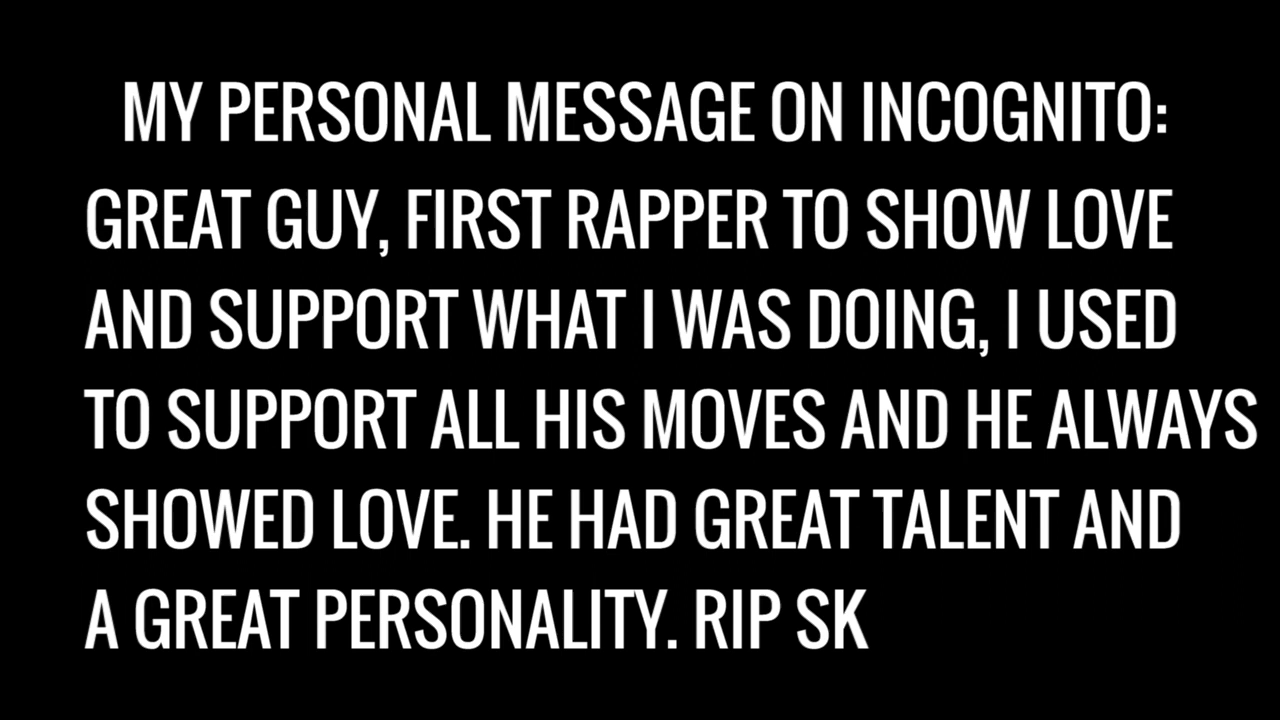 MY PERSONAL MESSAGE ON INCOGNITO:
GREAT GUY, FIRST RAPPER TO SHOW LOVE
AND SUPPORT WHAT I WAS DOING, I USED
TO SUPPORT ALL HIS MOVES AND HE ALWAYS
SHOWED LOVE. HE HAD GREAT TALENT AND
A GREAT PERSONALITY. RIP SK